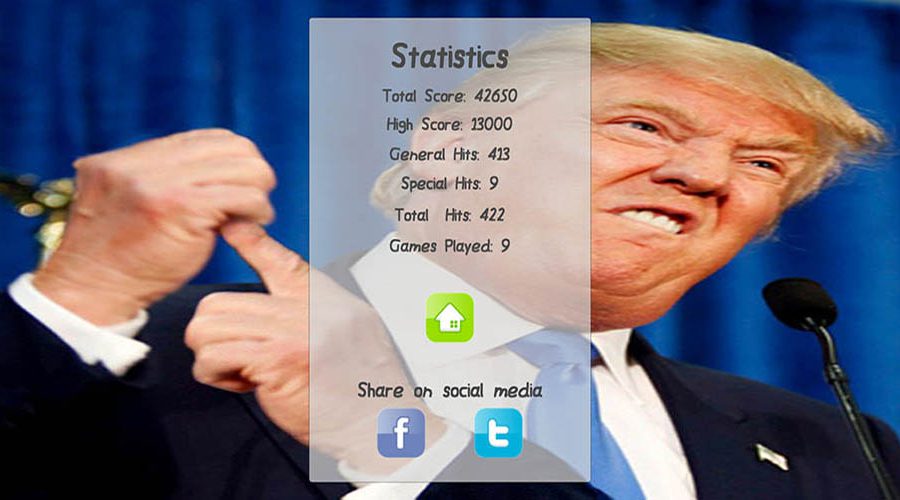 Statistics
Total Score: 42650
High Score: 13000
General Hits: 413
Special Hits: 9
Total Hits: 422
Games Played: 9
Share on social media
f
t